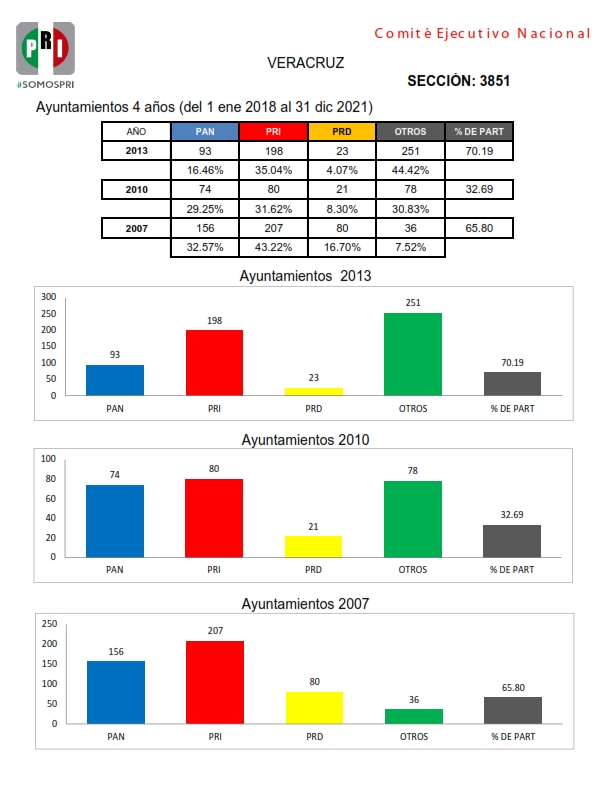 Comité Ejecutivo Nacional
PRI
#SOMOSPRI
VERACRUZ
SECCIÓN: 3851
Ayuntamientos 4 años (del 1 ene 2018 al 31 dic 2021)
AÑO PAN PRI PRD OTROS % DE PART
2013 93 198 23 251 70.19
16.46% 35.04% 4.07% 44.42%
2010 74 80 21 78 32.69
29.25% 31.62% 8.30% 30.83%
2007 156 207 80 36 65.80
32.57% 43.22% 16.70% 7.52%
Ayuntamientos 2013
300
250
200
150
100
50
0
93 198 23 251 70.19
PAN PRI PRD OTROS % DE PART
Ayuntamientos 2010
100
80
60
40
20
0
74 80 21 78 32.69
PAN PRI PRD OTROS % DE PART
Ayuntamientos 2007
250
200
150
100
50
0
156 207 80 36 65.80
PAN PRI PRD OTROS % DE PART